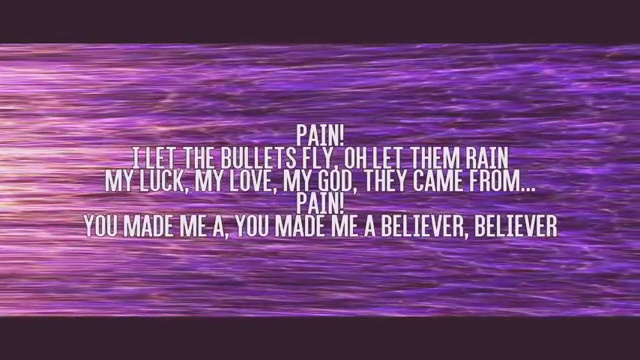 PAIN!
I LET THE BULLETS FLY, OH LET THEM RAIN
MY LUCK, MY LOVE, MY GOD, THEY CAME FROM...
PAIN!
YOU MADE ME A, YOU MADE ME A BELIEVER, BELIEVER